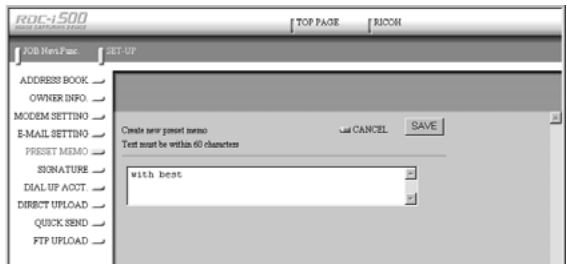 RDC-i500
IMAGE CAPTURING DEVICE
TOP PAGE
RICOH
JOB Navi.Func.
SET-UP
ADDRESS BOOK
OWNER INFO.
MODEM SETTING
E-MAIL SETTING
PRESET MEMO
SIGNATURE
DIAL UP ACCT.
DIRECT UPLOAD
QUICK SEND
FTP UPLOAD
Create new preset memo
CANCEL
SAVE
Text must be within 60 characters
with best